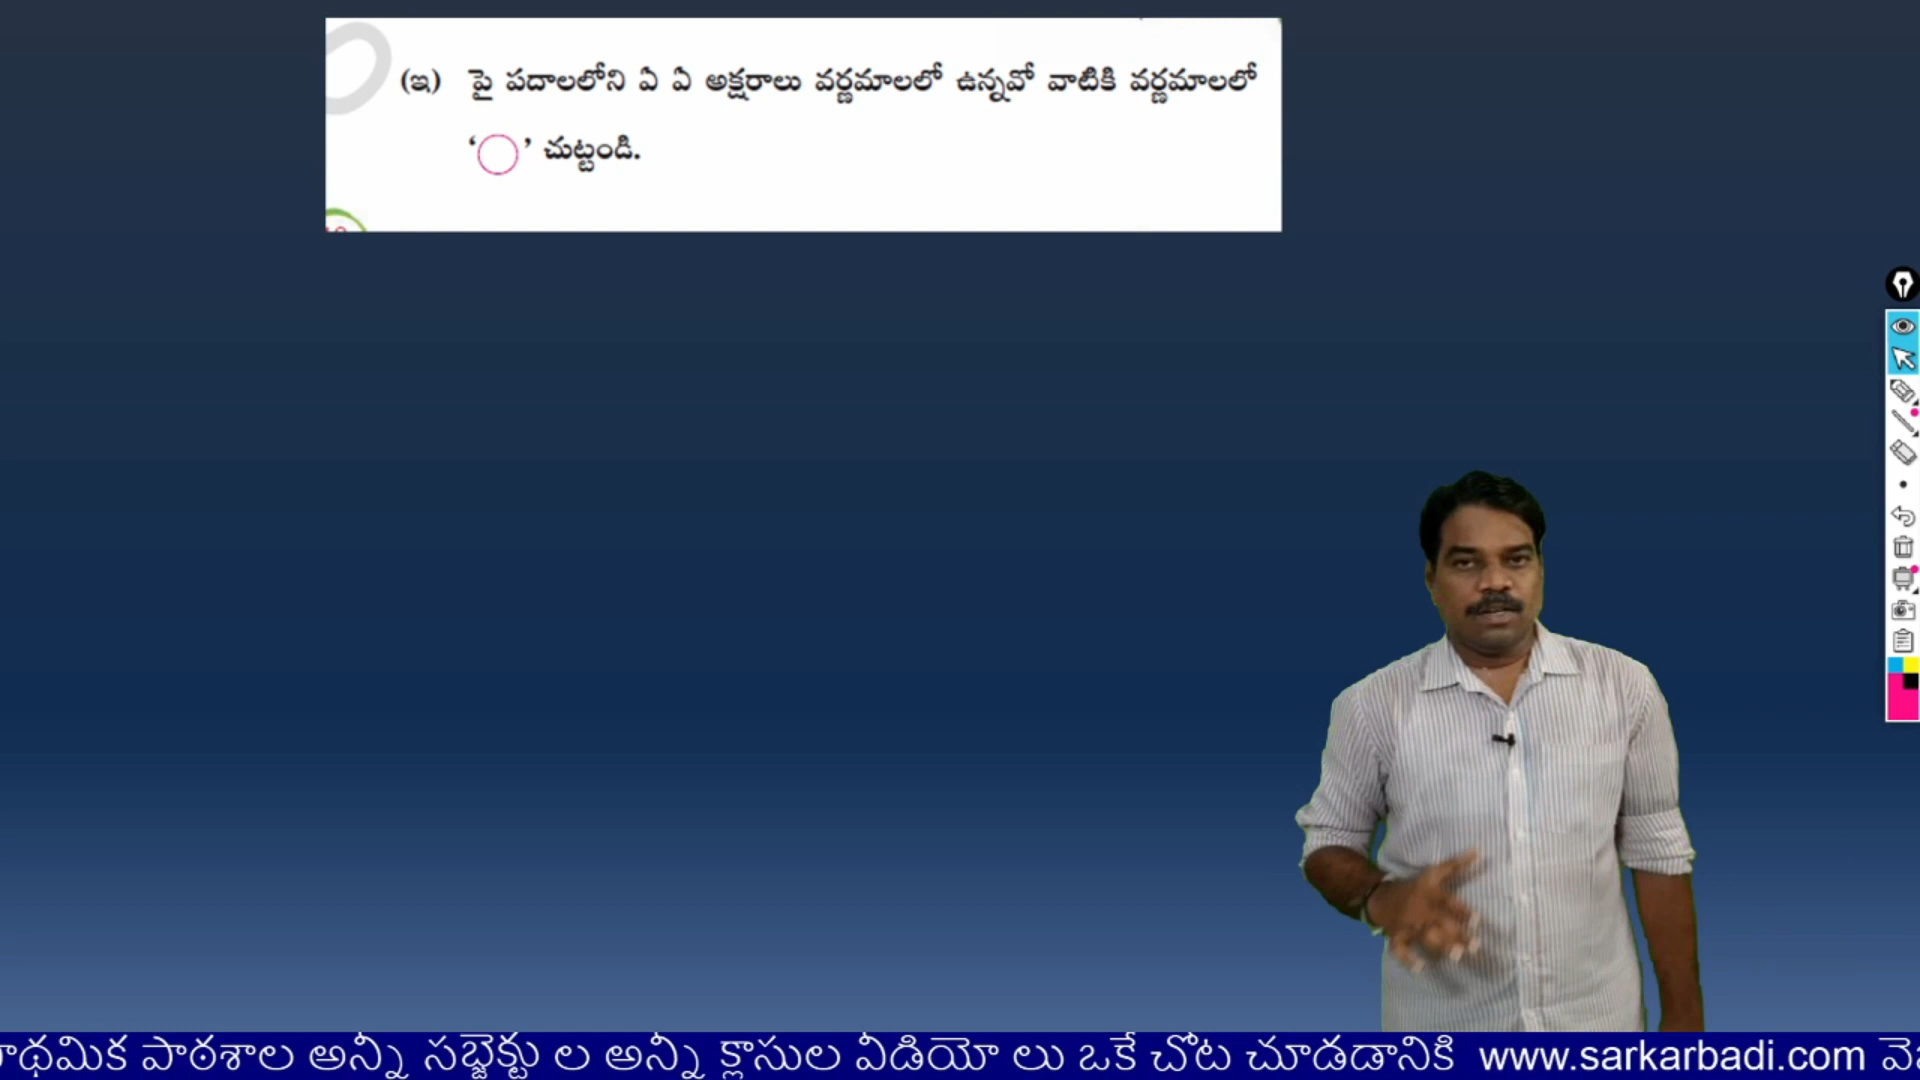 (ఇ) పై పదాలలోని ఏ ఏ అక్షరాలు వర్ణమాలలో ఉన్నవో వాటికి వర్ణమాలలో
‘◯’ చుట్టండి.
పాఠశాల అన్నీ సబ్జెక్టు ల అన్ని క్లాసుల వీడియో లు ఒకే చోట చూడడానికి www.sarkarbadi.com